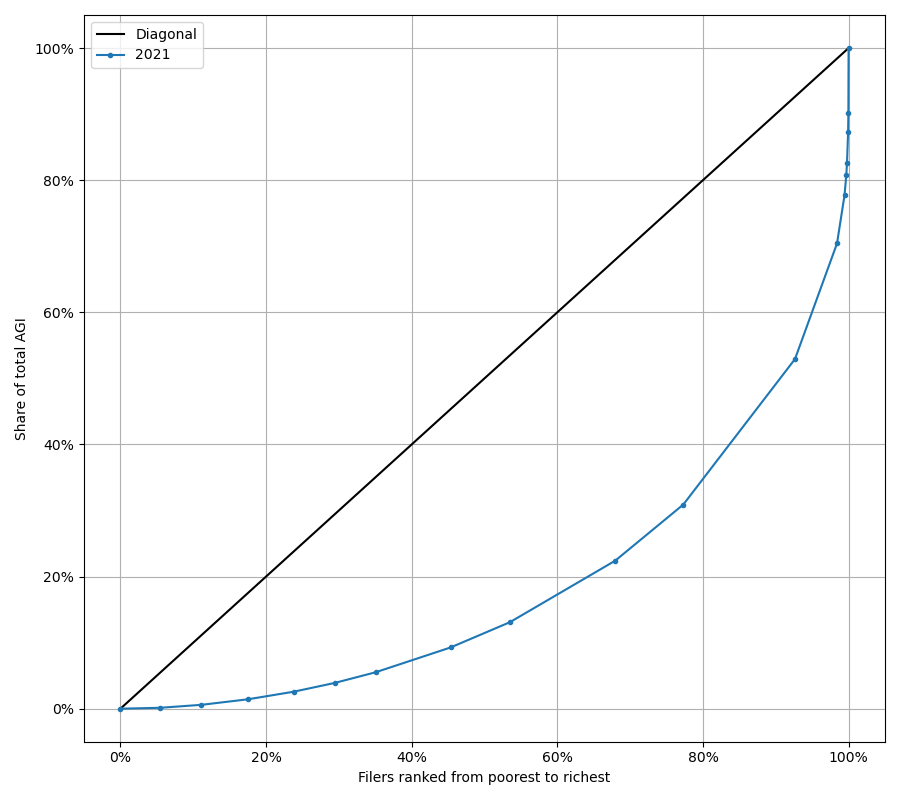 Diagonal
2021
100%
80%
60%
40%
20%
0%
Share of total AGI
0% 20% 40% 60% 80% 100%
Filers ranked from poorest to richest